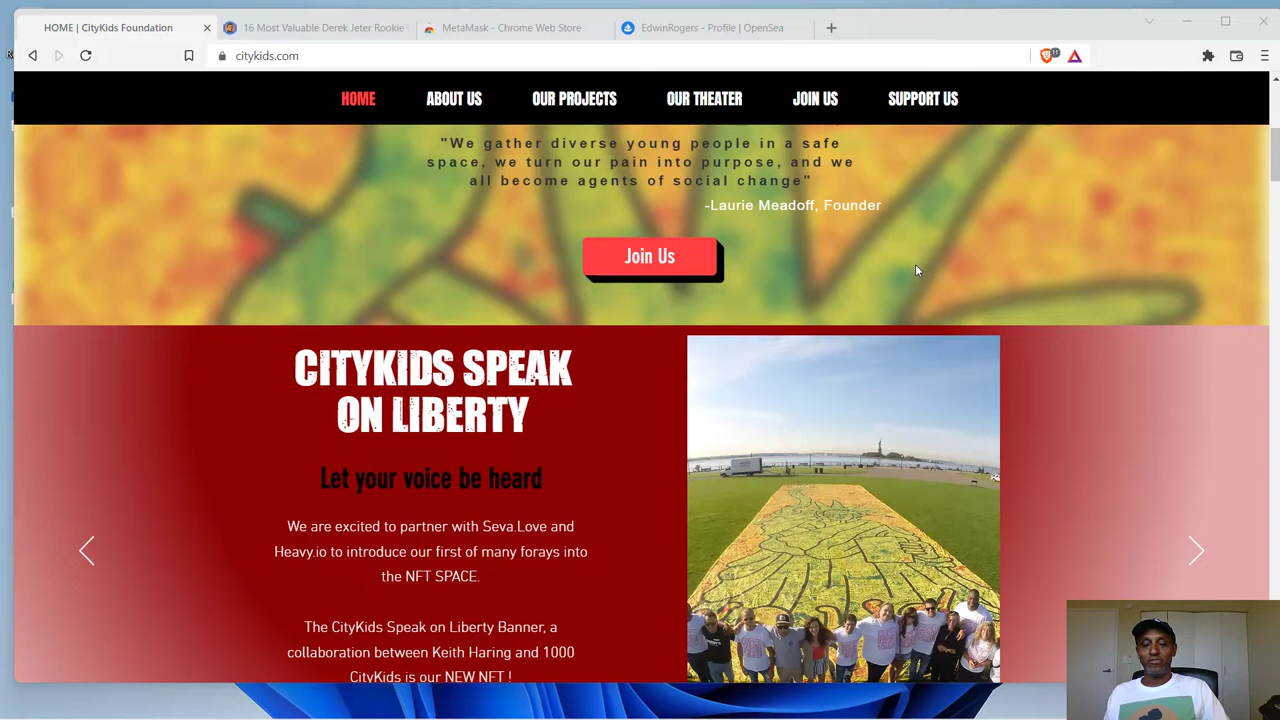 HOME | CityKids Foundation
16 Most Valuable Derek Jeter Rookie
MetaMask - Chrome Web Store
EdwinRogers - Profile | OpenSea
citykids.com
11
HOME
ABOUT US
OUR PROJECTS
OUR THEATER
JOIN US
SUPPORT US
"We gather diverse young people in a safe
space, we turn our pain into purpose, and we
all become agents of social change"
-Laurie Meadoff, Founder
Join Us
CITYKIDS SPEAK
ON LIBERTY
Let your voice be heard
We are excited to partner with Seva.Love and
Heavy.io to introduce our first of many forays into
the NFT SPACE.
The CityKids Speak on Liberty Banner, a
collaboration between Keith Haring and 1000
CityKids is our NEW NFT !